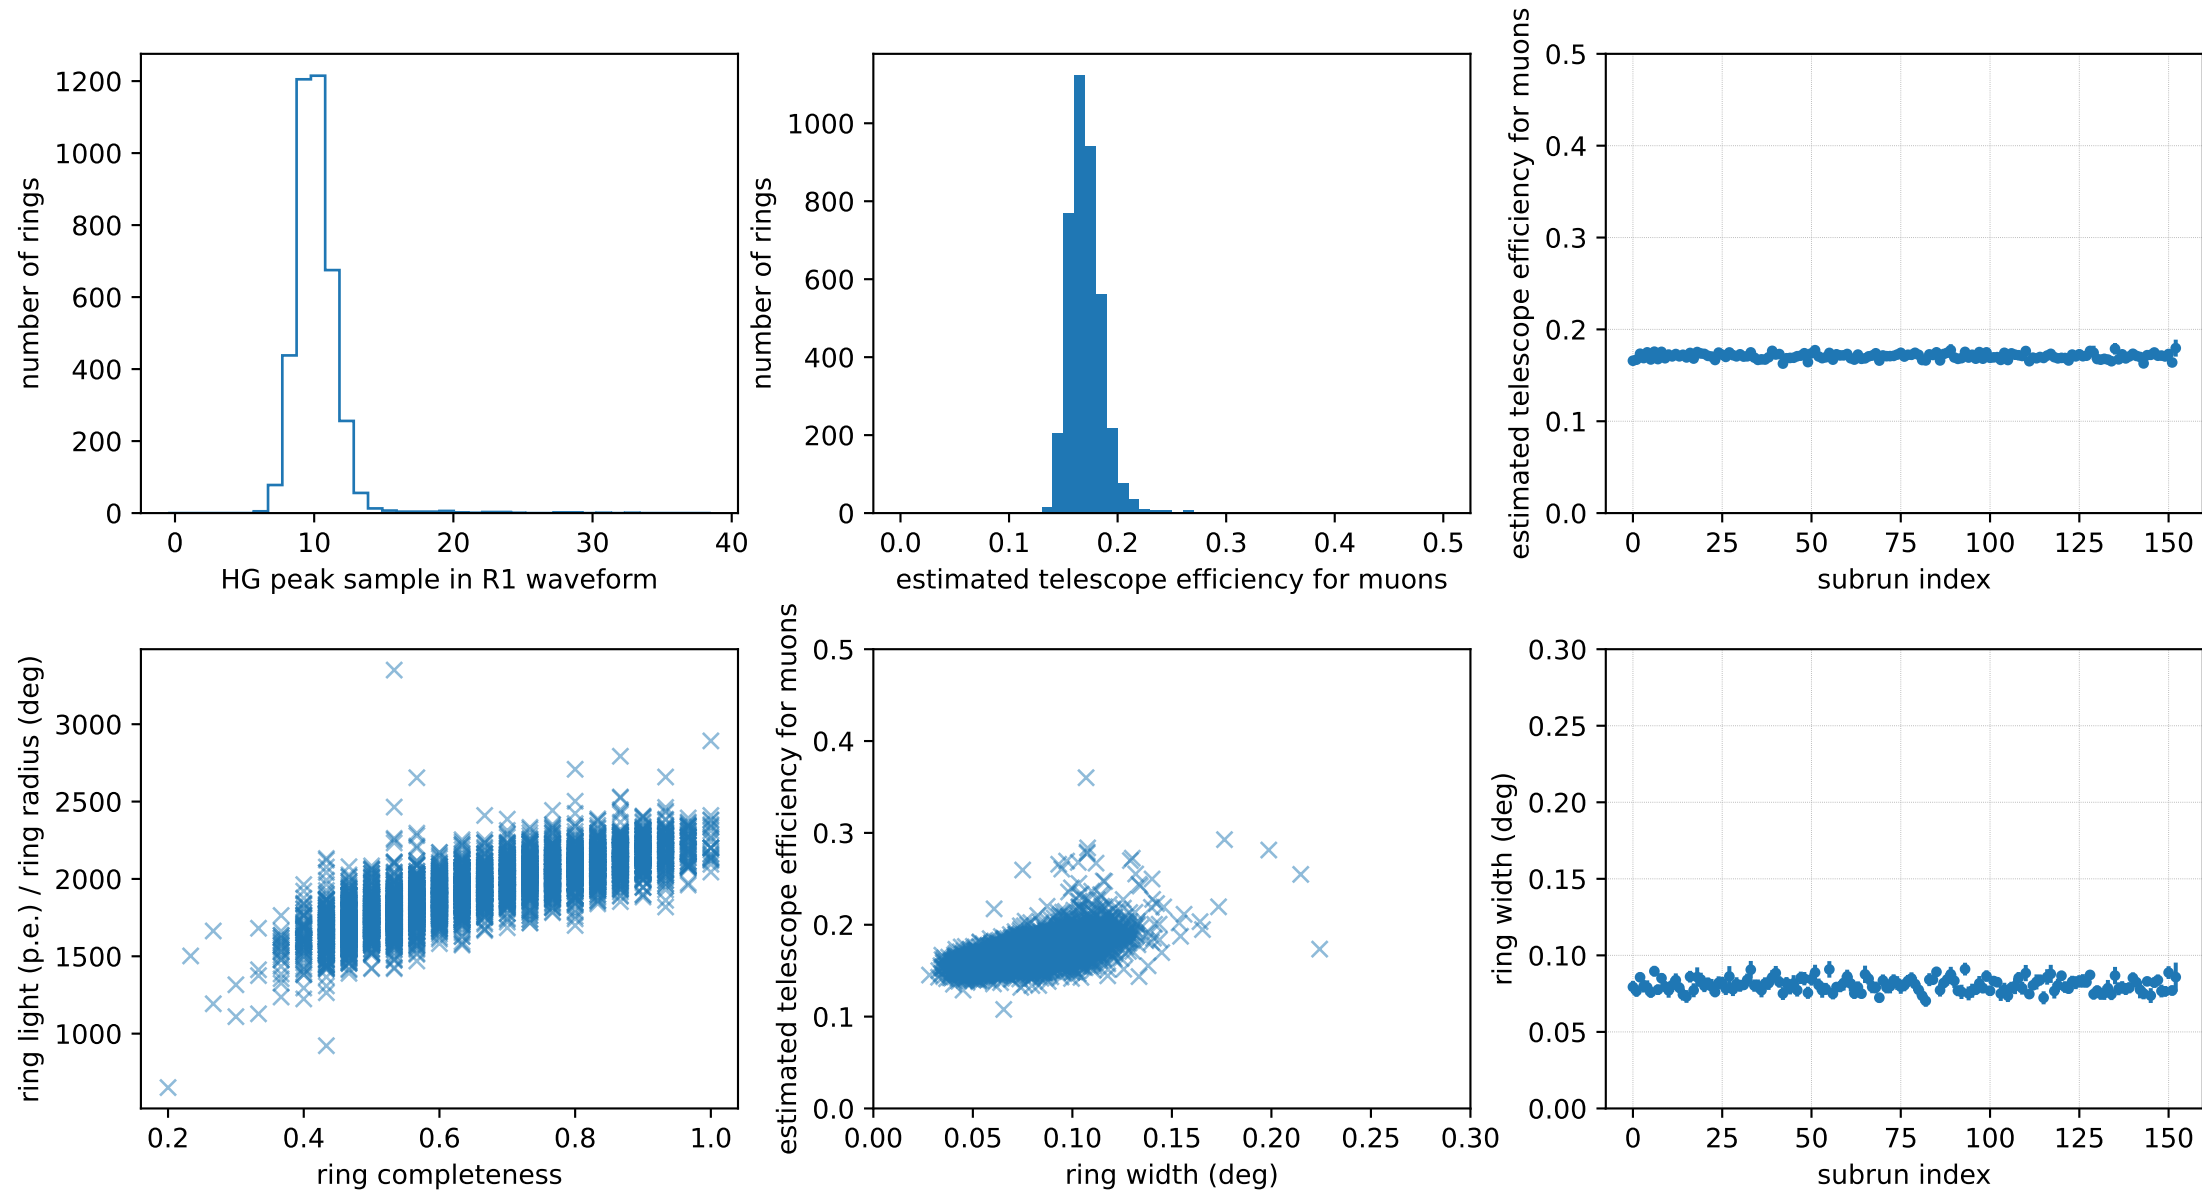 number of rings
1200
1000
800
600
400
200
0
0 10 20 30 40
HG peak sample in R1 waveform
number of rings
1000
800
600
400
200
0
0.0 0.1 0.2 0.3 0.4 0.5
estimated telescope efficiency for muons
estimated telescope efficiency for muons
0.5
0.4
0.3
0.2
0.1
0.0
0 25 50 75 100 125 150
subrun index
ring light (p.e.) / ring radius (deg)
3000
2500
2000
1500
1000
0.2 0.4 0.6 0.8 1.0
ring completeness
estimated telescope efficiency for muons
0.5
0.4
0.3
0.2
0.1
0.0
0.00 0.05 0.10 0.15 0.20 0.25 0.30
ring width (deg)
ring width (deg)
0.30
0.25
0.20
0.15
0.10
0.05
0.00
0 25 50 75 100 125 150
subrun index